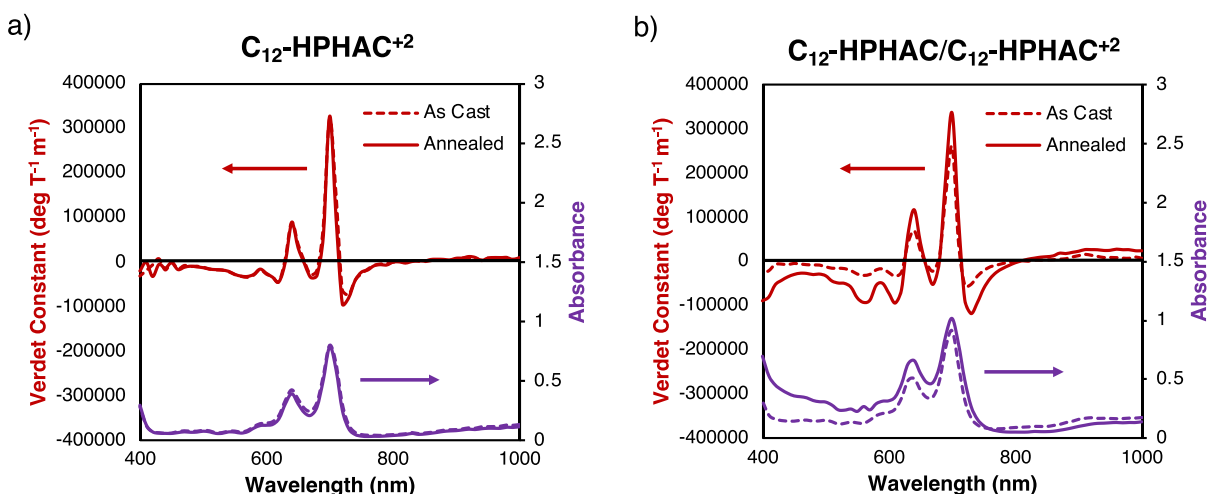 a)
C₁₂-HPHAC⁺²
400000
300000
200000
100000
0
-100000
-200000
-300000
-400000
Verdet Constant (deg T⁻¹ m⁻¹)
3
2.5
2
1.5
1
0.5
0
As Cast
Annealed
400
600
800
1000
Wavelength (nm)
Absorbance
b)
C₁₂-HPHAC/C₁₂-HPHAC⁺²
400000
300000
200000
100000
0
-100000
-200000
-300000
-400000
Verdet Constant (deg T⁻¹ m⁻¹)
3
2.5
2
1.5
1
0.5
0
As Cast
Annealed
400
600
800
1000
Wavelength (nm)
Absorbance